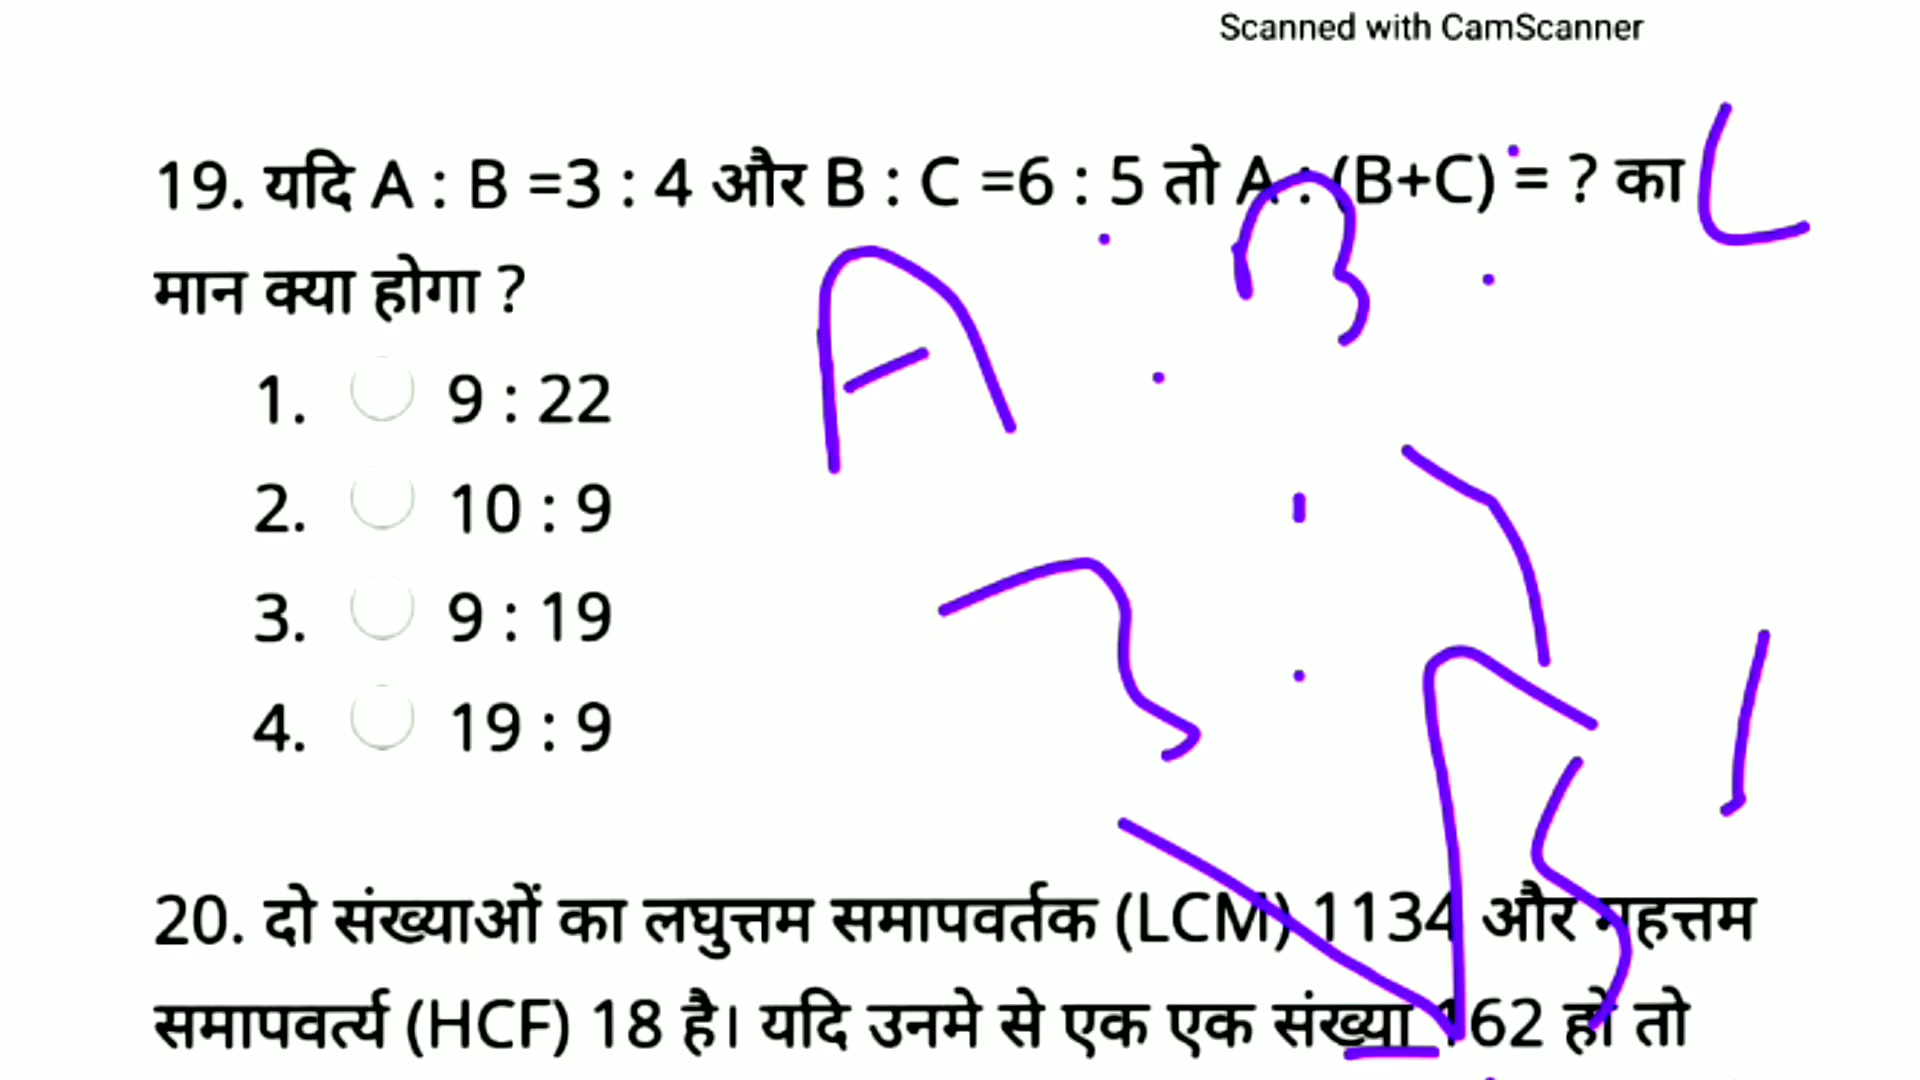 Scanned with CamScanner
19. यदि A : B =3 : 4 और B : C =6 : 5 तो A : (B+C) = ? का
मान क्या होगा ?
1. 9 : 22
2. 10 : 9
3. 9 : 19
4. 19 : 9
A
20. दो संख्याओं का लघुत्तम समापवर्तक (LCM) 1134 और महत्तम
समापवर्त्य (HCF) 18 है। यदि उनमे से एक एक संख्या 162 हो तो